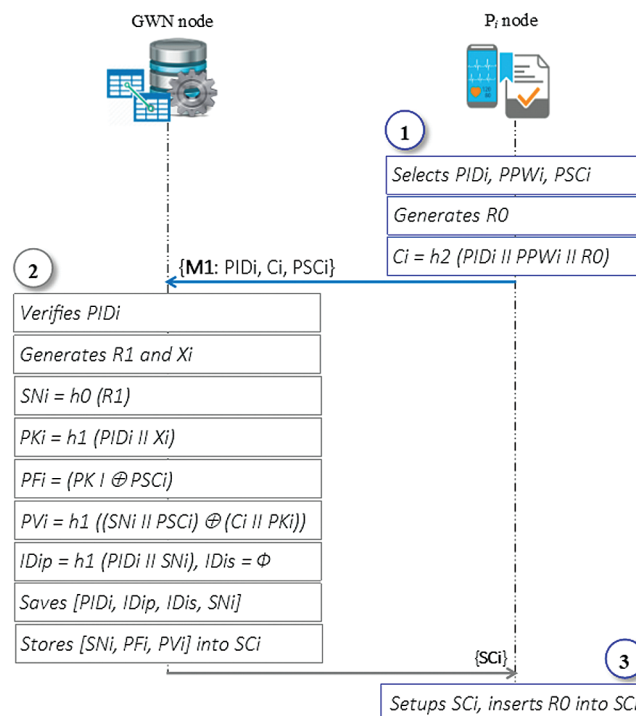 GWN node
Pi node
1
Selects PIDi, PPWi, PSCi
Generates R0
Ci = h2 (PIDi II PPWi II R0)
{M1: PIDi, Ci, PSCi}
2
Verifies PIDi
Generates R1 and Xi
SNi = h0 (R1)
PKi = h1 (PIDi II Xi)
PFi = (PK I ⊕ PSCi)
PVi = h1 ((SNi II PSCi) ⊕ (Ci II PKi))
IDip = h1 (PIDi II SNi), IDis = Φ
Saves [PIDi, IDip, IDis, SNi]
Stores [SNi, PFi, PVi] into SCi
{SCi}
3
Setups SCi, inserts R0 into SCi